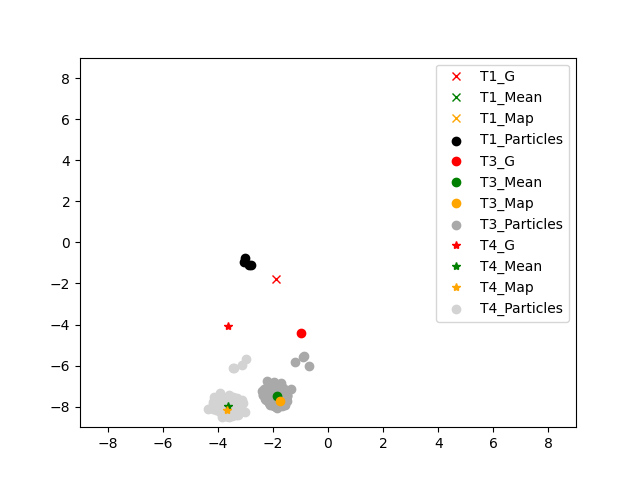 8
6
4
2
0
−2
−4
−6
−8
−8
−6
−4
−2
0
2
4
6
8
T1_G
T1_Mean
T1_Map
T1_Particles
T3_G
T3_Mean
T3_Map
T3_Particles
T4_G
T4_Mean
T4_Map
T4_Particles